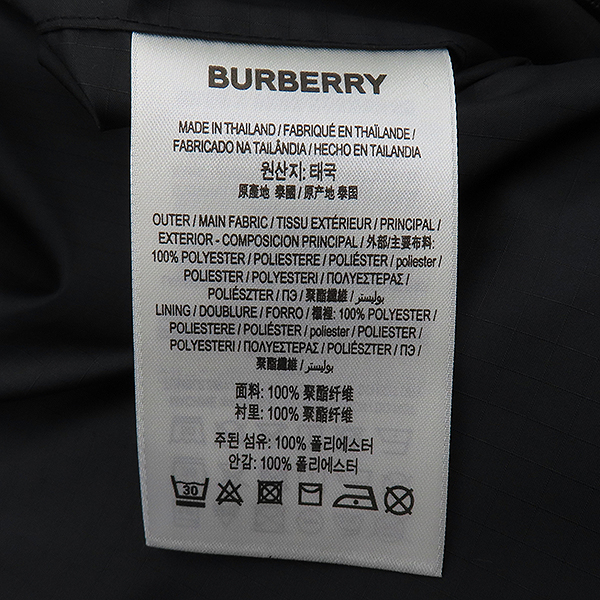 BURBERRY
MADE IN THAILAND / FABRIQUÉ EN THAÏLANDE /
FABRICADO NA TAILÂNDIA / HECHO EN TAILANDIA
원산지: 태국
原產地 泰國 / 原产地 泰国
OUTER / MAIN FABRIC / TISSU EXTÉRIEUR / PRINCIPAL /
EXTERIOR - COMPOSICION PRINCIPAL / 外部/主要布料:
100% POLYESTER / POLIESTERE / POLIÉSTER / poliester /
POLIESTER / POLYESTERI / ΠΟΛΥΕΣΤΕΡΑΣ /
POLIÉSZTER / ПЭ / 聚酯纖維 / بوليستر /
LINING / DOUBLURE / FORRO / 襯裡: 100% POLYESTER /
POLIESTERE / POLIÉSTER / poliester / POLIESTER /
POLYESTERI / ΠΟΛΥΕΣΤΕΡΑΣ / POLIÉSZTER / ПЭ /
聚酯纖維 / بوليستر /
面料: 100% 聚酯纤维
衬里: 100% 聚酯纤维
주된 섬유: 100% 폴리에스터
안감: 100% 폴리에스터
30